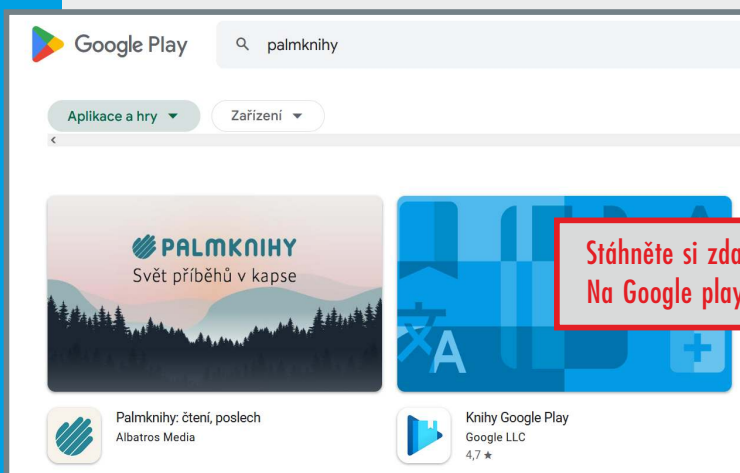 Google Play
palmknihy
Aplikace a hry
Zařízení
PALMKNIHY
Svět příběhů v kapse
Stáhněte si
Na Google play
Palmknihy: čtení, poslech
Albatros Media
Knihy Google Play
Google LLC
4,7 ★